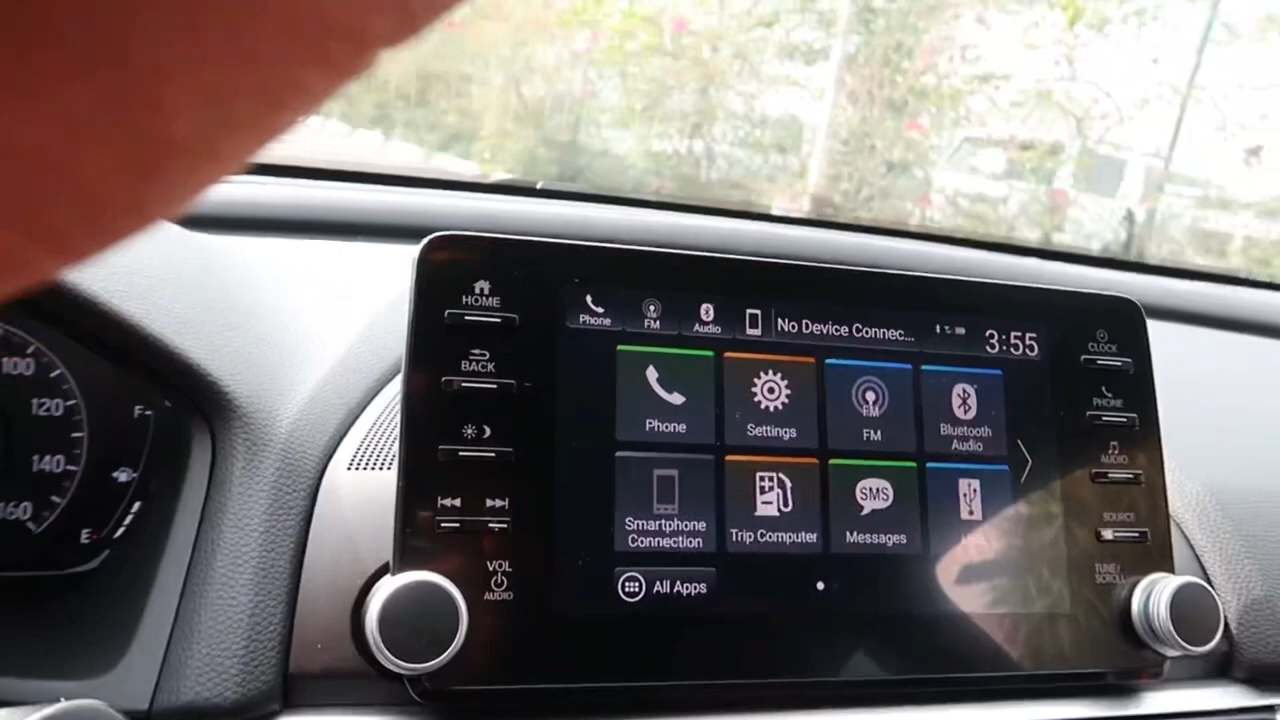 HOME
BACK
VOL
AUDIO
Phone
FM
Audio
No Device Connec...
3:55
Phone
Settings
FM
FM
Bluetooth
Audio
Smartphone
Connection
Trip Computer
SMS
Messages
All Apps
CLOCK
PHONE
AUDIO
SOURCE
TUNE/
SCROLL
100
120
140
160
F
E